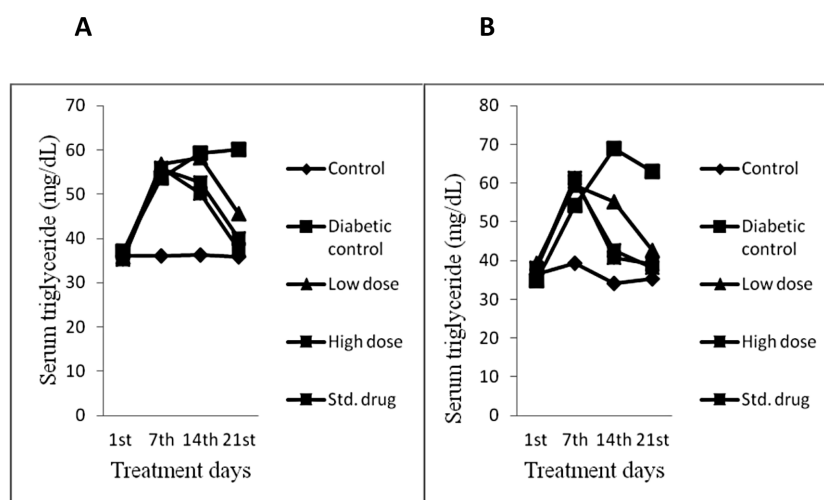 A
B
Serum triglyceride (mg/dL)
70
60
50
40
30
20
10
0
1st 7th 14th 21st
Treatment days
Control
Diabetic
control
Low dose
High dose
Std. drug
Serum triglyceride (mg/dL)
80
70
60
50
40
30
20
10
0
1st 7th 14th 21st
Treatment days
Control
Diabetic
control
Low dose
High dose
Std. drug